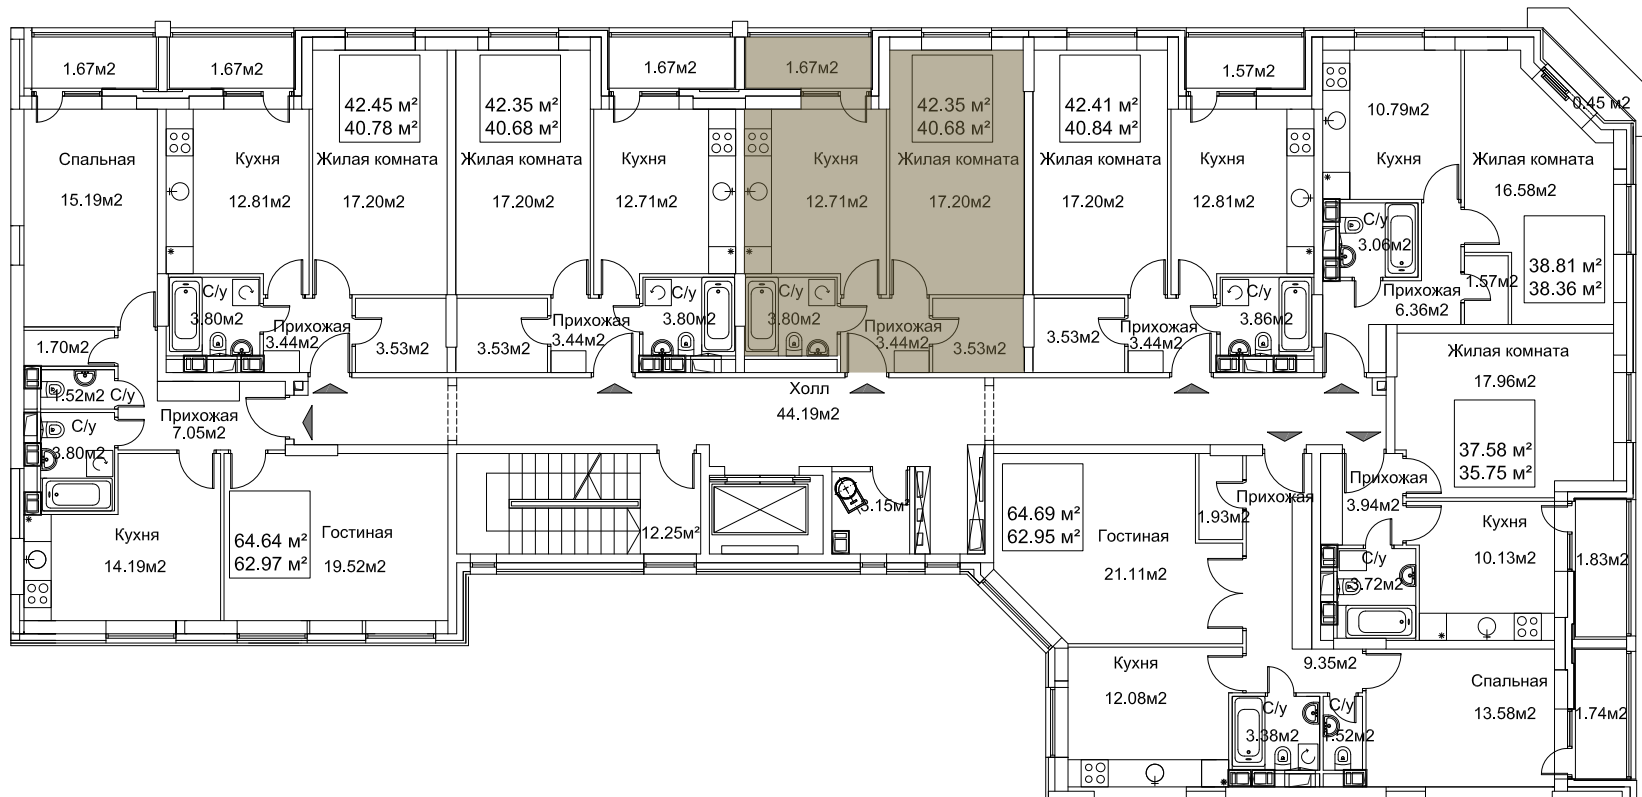 1.67м2
1.67м2
1.67м2
1.67м2
1.57м2
42.45 м²
40.78 м²
42.35 м²
40.68 м²
42.35 м²
40.68 м²
42.41 м²
40.84 м²
10.79м2
0.45 м2
Спальная
15.19м2
Кухня
12.81м2
Жилая комната
17.20м2
Жилая комната
17.20м2
Кухня
12.71м2
Кухня
12.71м2
Жилая комната
17.20м2
Жилая комната
17.20м2
Кухня
12.81м2
Кухня
Жилая комната
16.58м2
С/у
3.06м2
38.81 м²
38.36 м²
1.57м2
Прихожая
6.36м2
С/у
3.80м2
Прихожая
3.44м2
3.53м2
3.53м2
Прихожая
3.44м2
С/у
3.80м2
С/у
3.80м2
Прихожая
3.44м2
3.53м2
3.53м2
Прихожая
3.44м2
С/у
3.86м2
1.70м2
1.52м2 С/у
С/у
3.80м2
Прихожая
7.05м2
Холл
44.19м2
Жилая комната
17.96м2
37.58 м²
35.75 м²
Прихожая
3.94м2
Кухня
14.19м2
64.64 м²
62.97 м²
Гостиная
19.52м2
12.25м²
3.15м²
64.69 м²
62.95 м²
Гостиная
21.11м2
Прихожая
1.93м2
Кухня
10.13м2
1.83м2
С/у
3.72м2
Кухня
12.08м2
9.35м2
С/у
3.38м2
С/у
1.52м2
Спальная
13.58м2
1.74м2